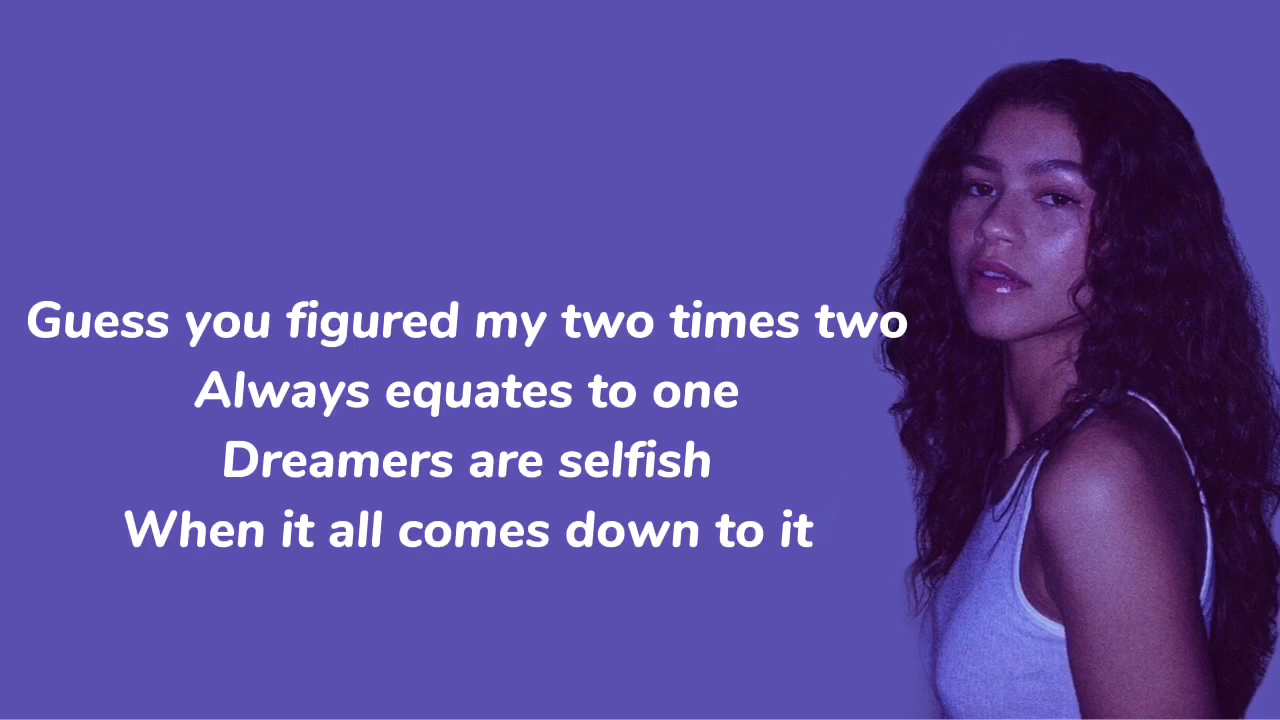 Guess you figured my two times two
Always equates to one
Dreamers are selfish
When it all comes down to it